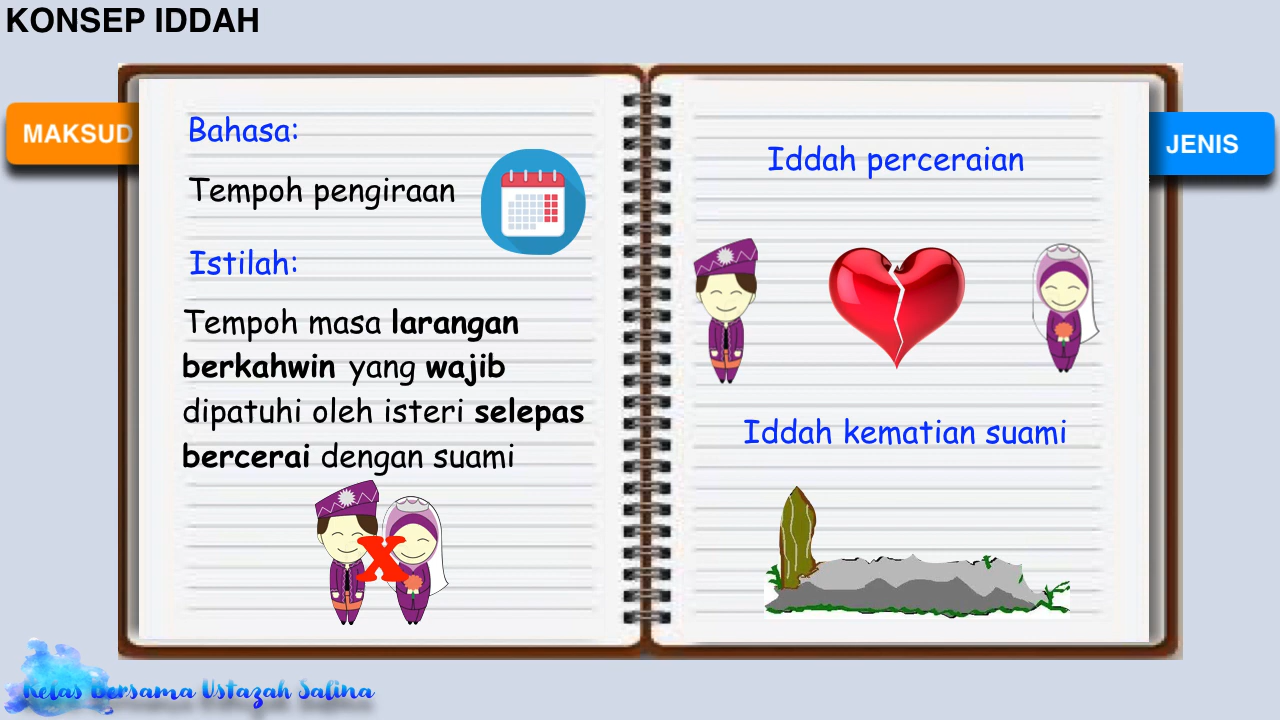 KONSEP IDDAH
MAKSUD
Bahasa:
Tempoh pengiraan
Istilah:
Tempoh masa larangan
berkahwin yang wajib
dipatuhi oleh isteri selepas
bercerai dengan suami
X
JENIS
Iddah perceraian
Iddah kematian suami
Kelas Bersama Ustazah Salina